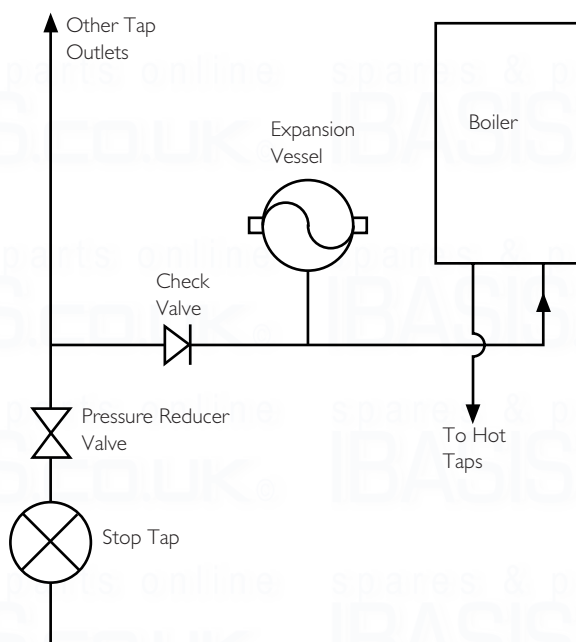 Other Tap
Outlets
Boiler
Expansion
Vessel
Check
Valve
Pressure Reducer
Valve
To Hot
Taps
Stop Tap